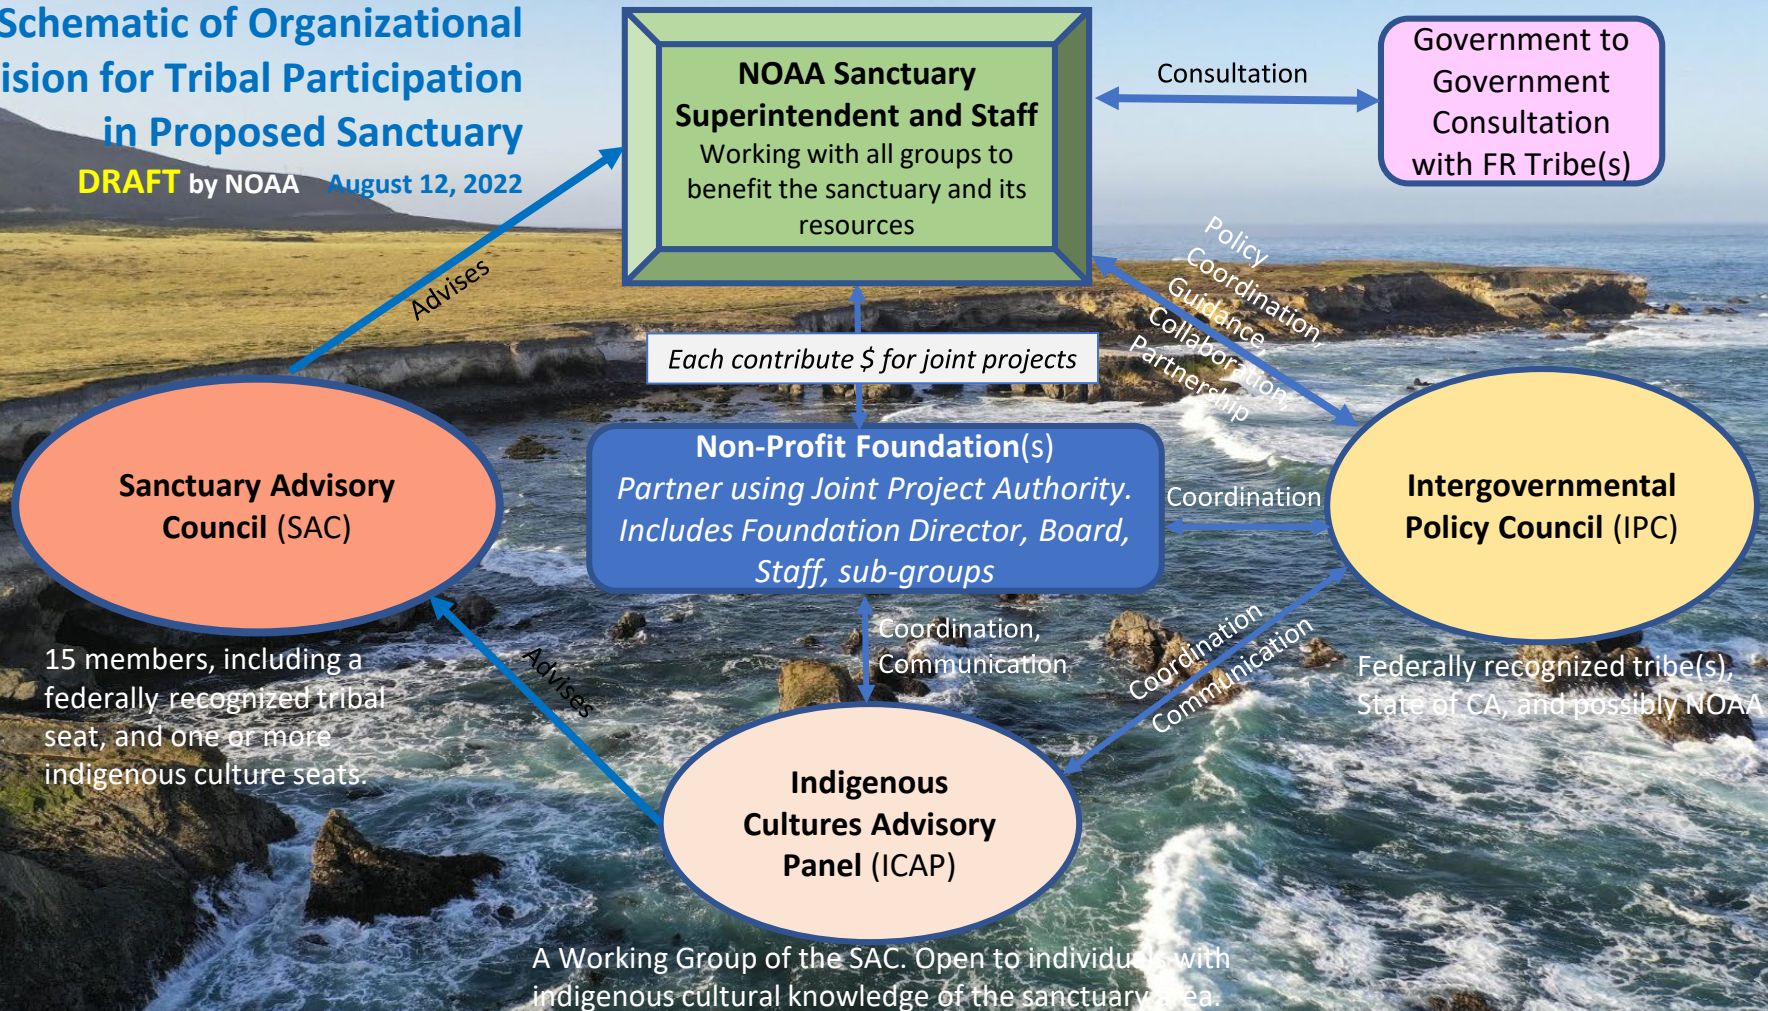 Schematic of Organizational
ision for Tribal Participation
in Proposed Sanctuary
DRAFT by NOAA August 12, 2022
NOAA Sanctuary
Superintendent and Staff
Working with all groups to
benefit the sanctuary and its
resources
Consultation
Government to
Government
Consultation
with FR Tribe(s)
Advises
Policy
Coordination,
Guidance,
Collaboration,
Partnership
Each contribute $ for joint projects
Sanctuary Advisory
Council (SAC)
Non-Profit Foundation(s)
Partner using Joint Project Authority.
Includes Foundation Director, Board,
Staff, sub-groups
Coordination
Intergovernmental
Policy Council (IPC)
15 members, including a
federally recognized tribal
seat, and one or more
indigenous culture seats.
Advises
Coordination,
Communication
Coordination
Communication
Federally recognized tribe(s),
State of CA, and possibly NOAA
Indigenous
Cultures Advisory
Panel (ICAP)
A Working Group of the SAC. Open to individuals with
indigenous cultural knowledge of the sanctuary area.